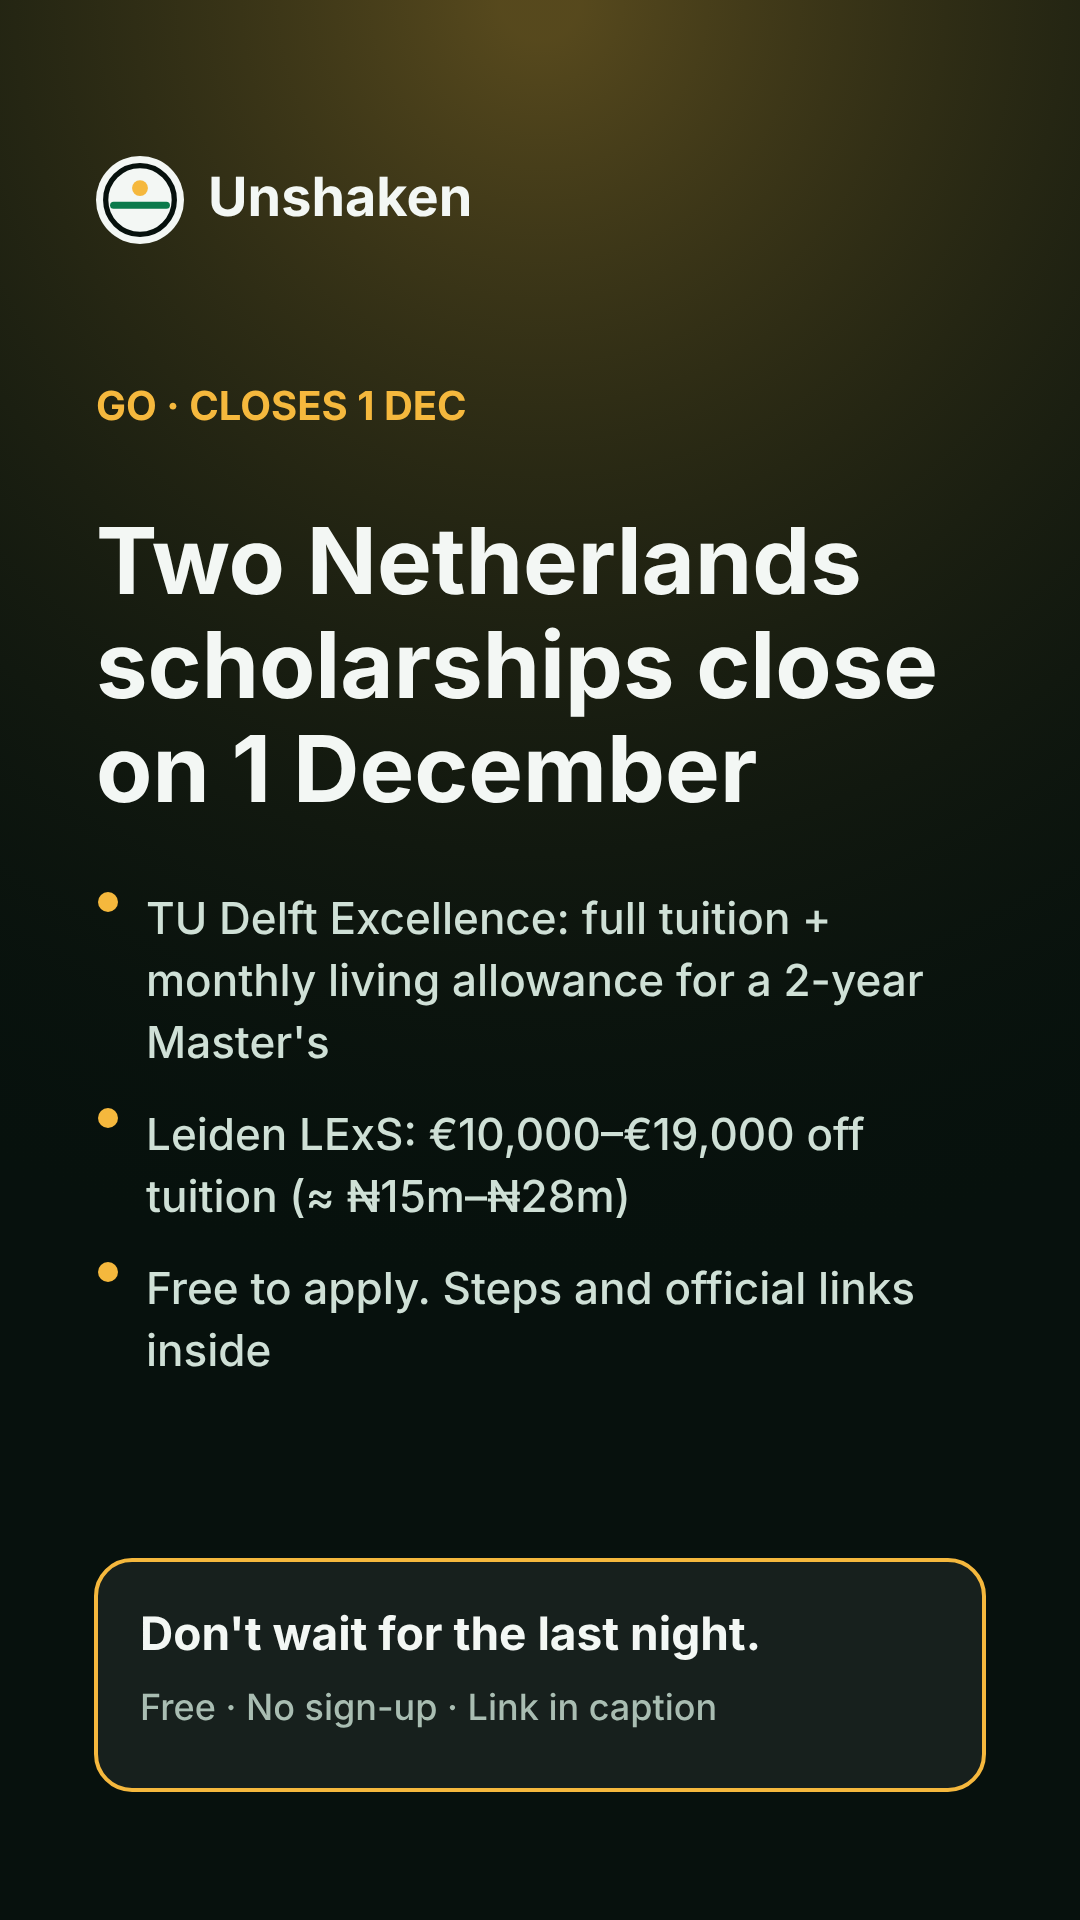 Unshaken
GO · CLOSES 1 DEC
Two Netherlands
scholarships close
on 1 December
TU Delft Excellence: full tuition +
monthly living allowance for a 2-year
Master's
Leiden LExS: €10,000–€19,000 off
tuition (≈ ₦15m–₦28m)
Free to apply. Steps and official links
inside
Don't wait for the last night.
Free · No sign-up · Link in caption